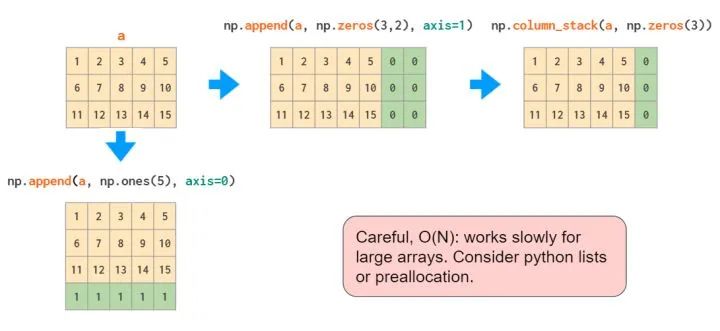 a
1 2 3 4 5
6 7 8 9 10
11 12 13 14 15
np.append(a, np.zeros(3,2), axis=1)
1 2 3 4 5 0 0
6 7 8 9 10 0 0
11 12 13 14 15 0 0
np.column_stack(a, np.zeros(3))
1 2 3 4 5 0
6 7 8 9 10 0
11 12 13 14 15 0
np.append(a, np.ones(5), axis=0)
1 2 3 4 5
6 7 8 9 10
11 12 13 14 15
1 1 1 1 1
Careful, O(N): works slowly for
large arrays. Consider python lists
or preallocation.